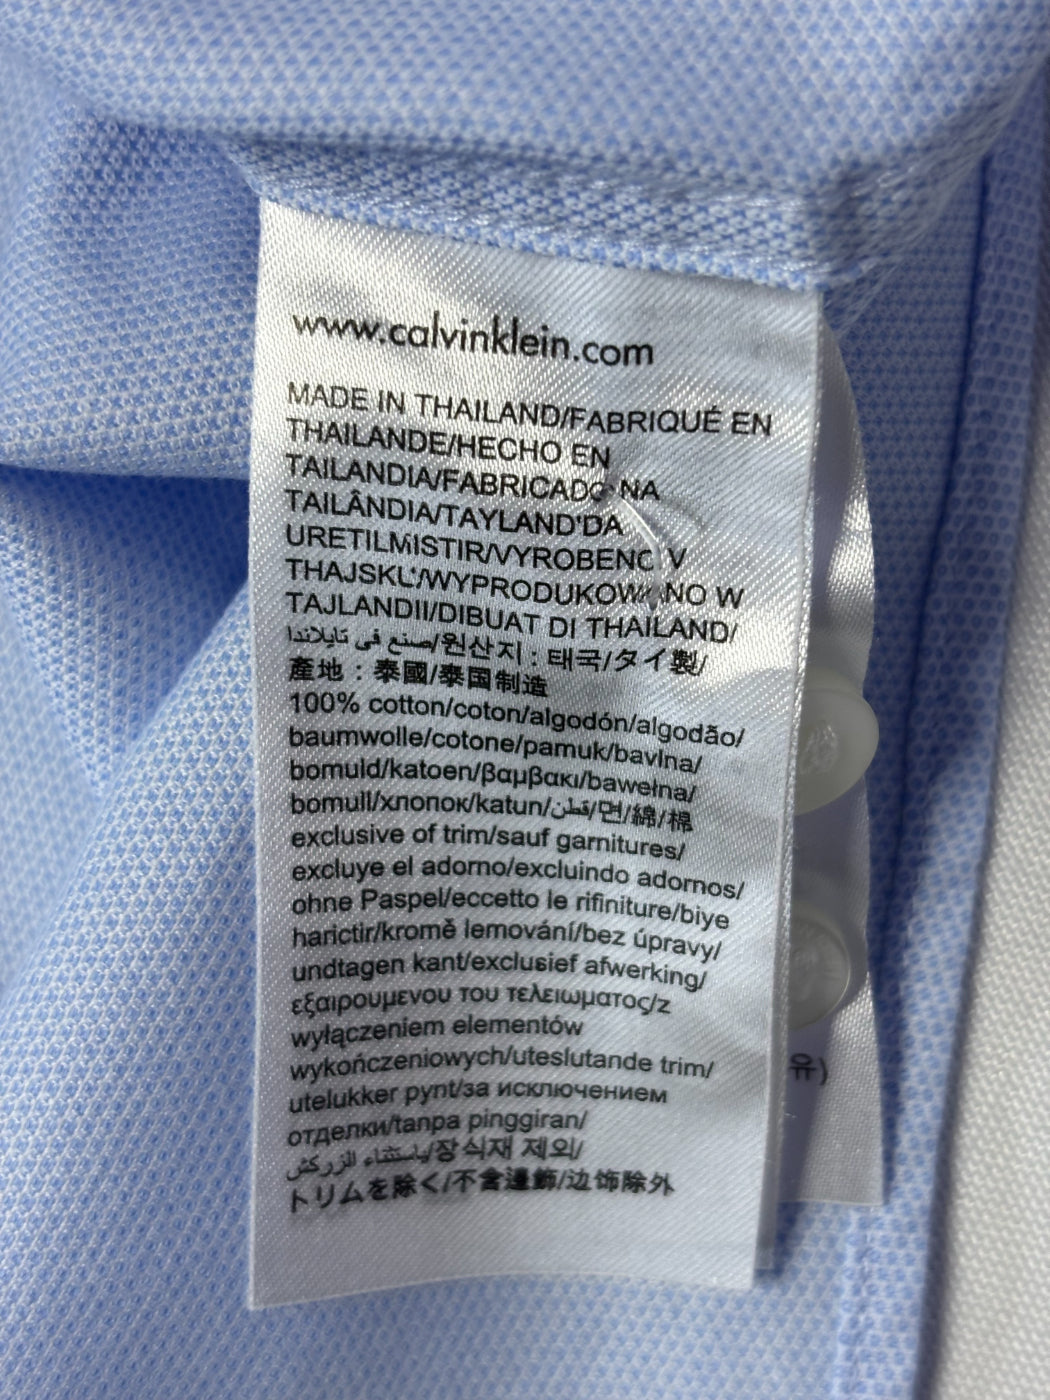 www.calvinklein.com
MADE IN THAILAND/FABRIQUÉ EN
THAILANDE/HECHO EN
TAILANDIA/FABRICADO NA
TAILÂNDIA/TAYLAND'DA
URETILMISTIR/VYROBENO V
THAJSKU/WYPRODUKOWANO W
TAJLANDII/DIBUAT DI THAILAND/
صنع في تايلاندا/원산지 : 태국/タイ製/
產地 : 泰國/泰国制造
100% cotton/coton/algodón/algodão/
baumwolle/cotone/pamuk/bavlna/
bomuld/katoen/βαμβακι/bawełna/
bomull/хлопок/katun/قطن/면/綿/棉
exclusive of trim/sauf garnitures/
excluye el adorno/excluindo adornos/
ohne Paspel/eccetto le rifiniture/biye
harictir/kromě lemování/bez úpravy/
undtagen kant/exclusief afwerking/
εξαιρουμενου του τελειωματος/z
wyłączeniem elementów
wykończeniowych/uteslutande trim/
utelukker pynt/за исключением
отделки/tanpa pinggiran/
باستثناء الزركش/장식재 제외/
トリムを除く/不含邊飾/边饰除外
유)